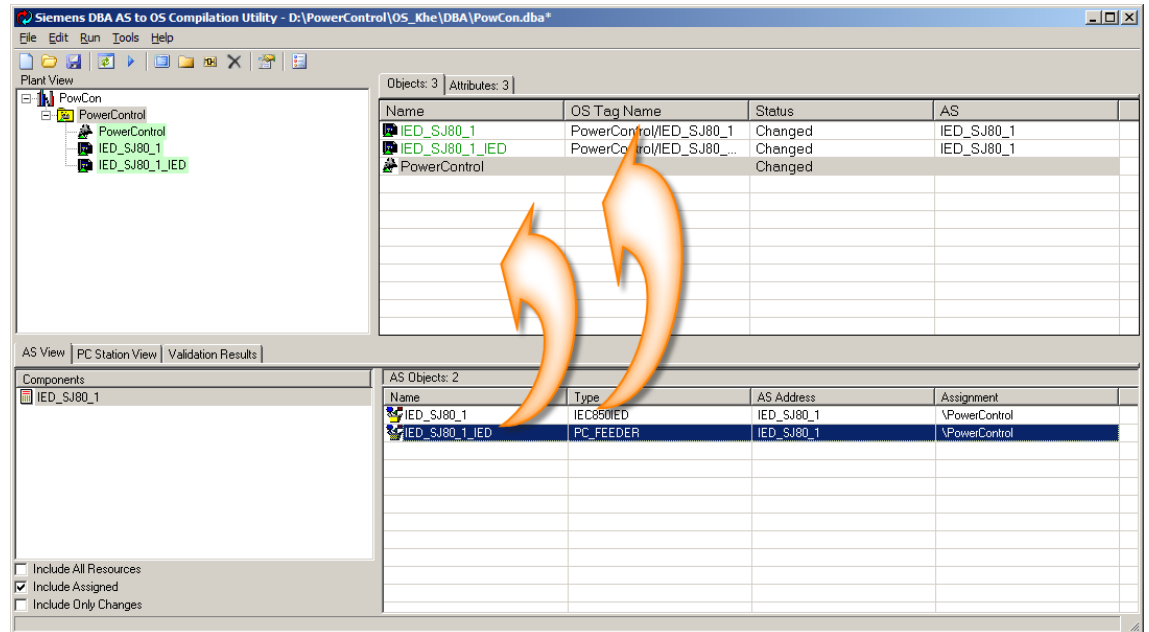 Siemens DBA AS to OS Compilation Utility - D:\PowerControl\OS_Khe\DBA\PowCon.dba*
File Edit Run Tools Help
Plant View
PowCon
PowerControl
PowerControl
IED_SJ80_1
IED_SJ80_1_IED
Objects: 3 Attributes: 3
Name OS Tag Name Status AS
IED_SJ80_1 PowerControl/IED_SJ80_1 Changed IED_SJ80_1
IED_SJ80_1_IED PowerControl/IED_SJ80_... Changed IED_SJ80_1
PowerControl Changed
AS View PC Station View Validation Results
Components
IED_SJ80_1
AS Objects: 2
Name Type AS Address Assignment
IED_SJ80_1 IEC850IED IED_SJ80_1 \PowerControl
IED_SJ80_1_IED PC_FEEDER IED_SJ80_1 \PowerControl
Include All Resources
Include Assigned
Include Only Changes